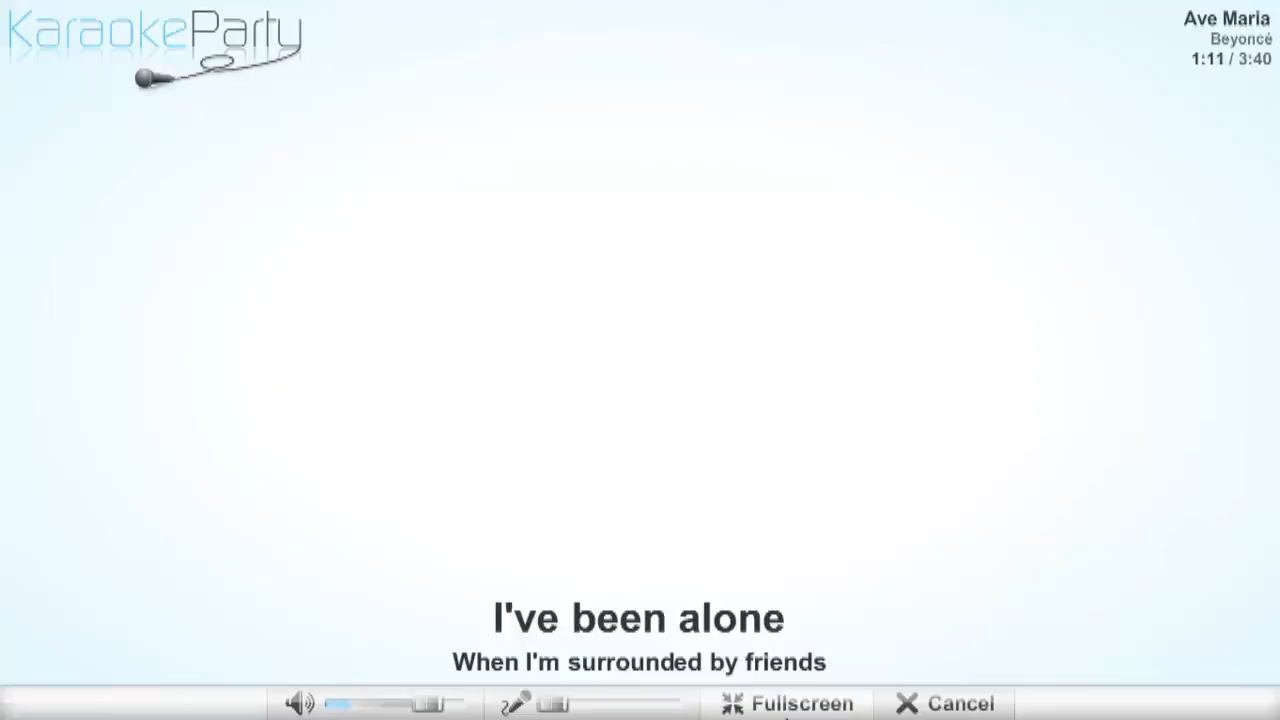 KaraokeParty
Ave Maria
Beyoncé
1:11 / 3:40
I've been alone
When I'm surrounded by friends
Fullscreen
Cancel